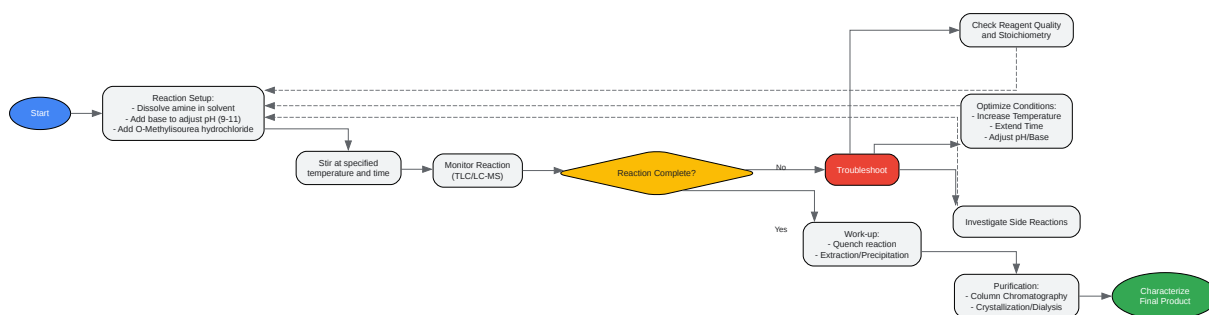 Start
Reaction Setup:
- Dissolve amine in solvent
- Add base to adjust pH (9-11)
- Add O-Methylisourea hydrochloride
Stir at specified
temperature and time
Monitor Reaction
(TLC/LC-MS)
Reaction Complete?
No
Troubleshoot
Check Reagent Quality
and Stoichiometry
Optimize Conditions:
- Increase Temperature
- Extend Time
- Adjust pH/Base
Investigate Side Reactions
Yes
Work-up:
- Quench reaction
- Extraction/Precipitation
Purification:
- Column Chromatography
- Crystallization/Dialysis
Characterize
Final Product